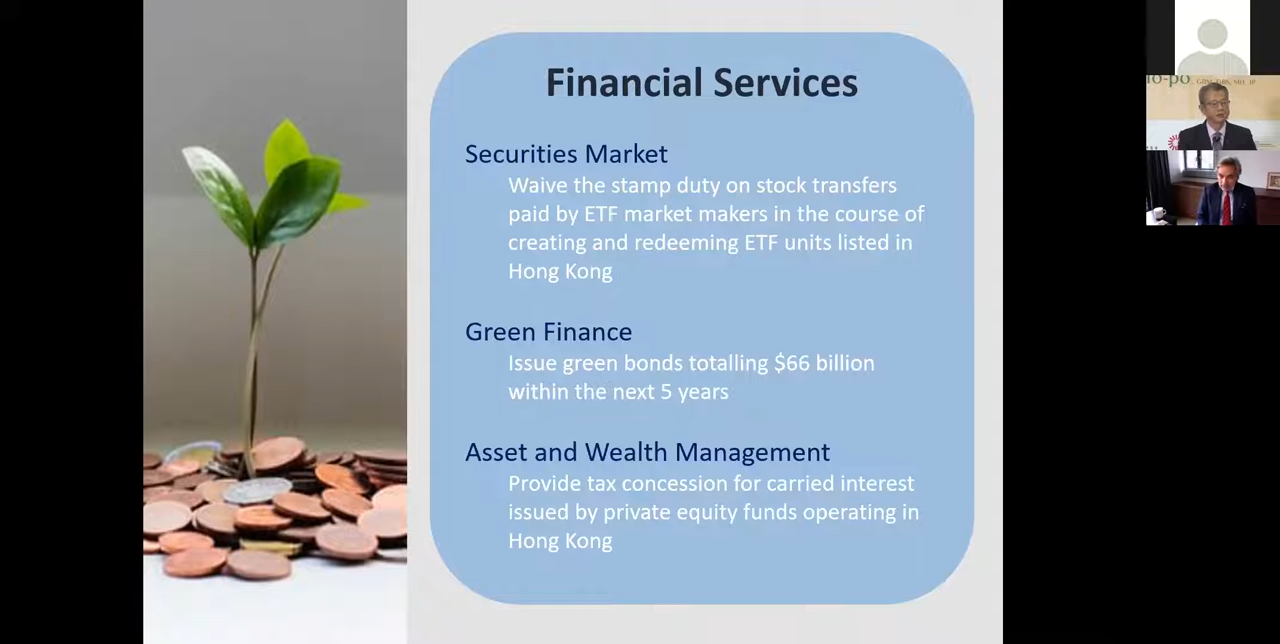 Financial Services
Securities Market
Waive the stamp duty on stock transfers
paid by ETF market makers in the course of
creating and redeeming ETF units listed in
Hong Kong
Green Finance
Issue green bonds totalling $66 billion
within the next 5 years
Asset and Wealth Management
Provide tax concession for carried interest
issued by private equity funds operating in
Hong Kong